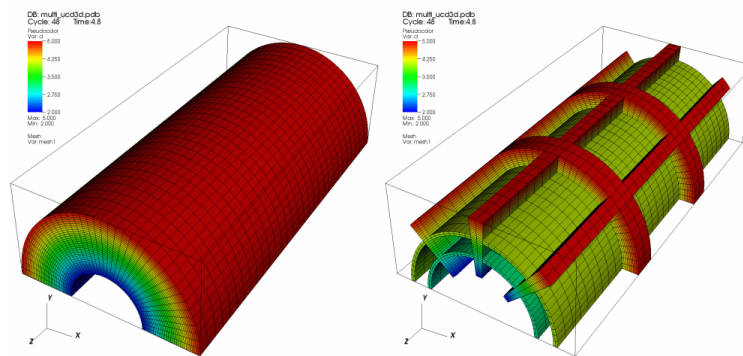 DB: multi_ucd3d.pdb
Cycle: 48 Time:4.8
Pseudocolor
Var: d
5.000
4.250
3.500
2.750
2.000
Max: 5.000
Min: 2.000
Mesh
Var: mesh1
Y
X
Z
DB: multi_ucd3d.pdb
Cycle: 48 Time:4.8
Pseudocolor
Var: d
5.000
4.250
3.500
2.750
2.000
Max: 5.000
Min: 2.000
Mesh
Var: mesh1
Y
X
Z